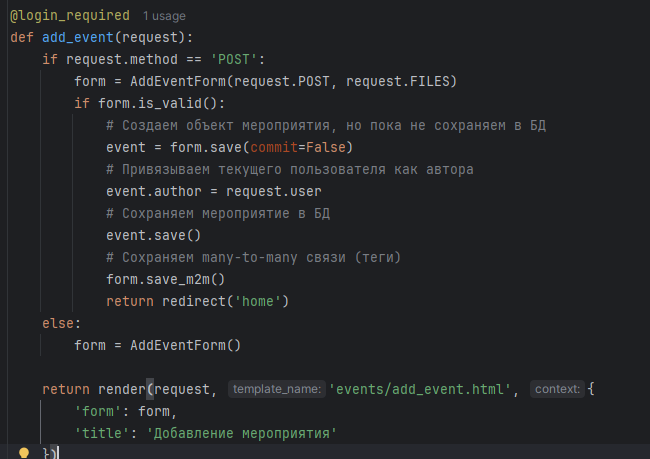 @login_required 1 usage
def add_event(request):
    if request.method == 'POST':
        form = AddEventForm(request.POST, request.FILES)
        if form.is_valid():
            # Создаем объект мероприятия, но пока не сохраняем в БД
            event = form.save(commit=False)
            # Привязываем текущего пользователя как автора
            event.author = request.user
            # Сохраняем мероприятие в БД
            event.save()
            # Сохраняем many-to-many связи (теги)
            form.save_m2m()
            return redirect('home')
    else:
        form = AddEventForm()
    return render(request, template_name: 'events/add_event.html', context: {
        'form': form,
        'title': 'Добавление мероприятия'
    })